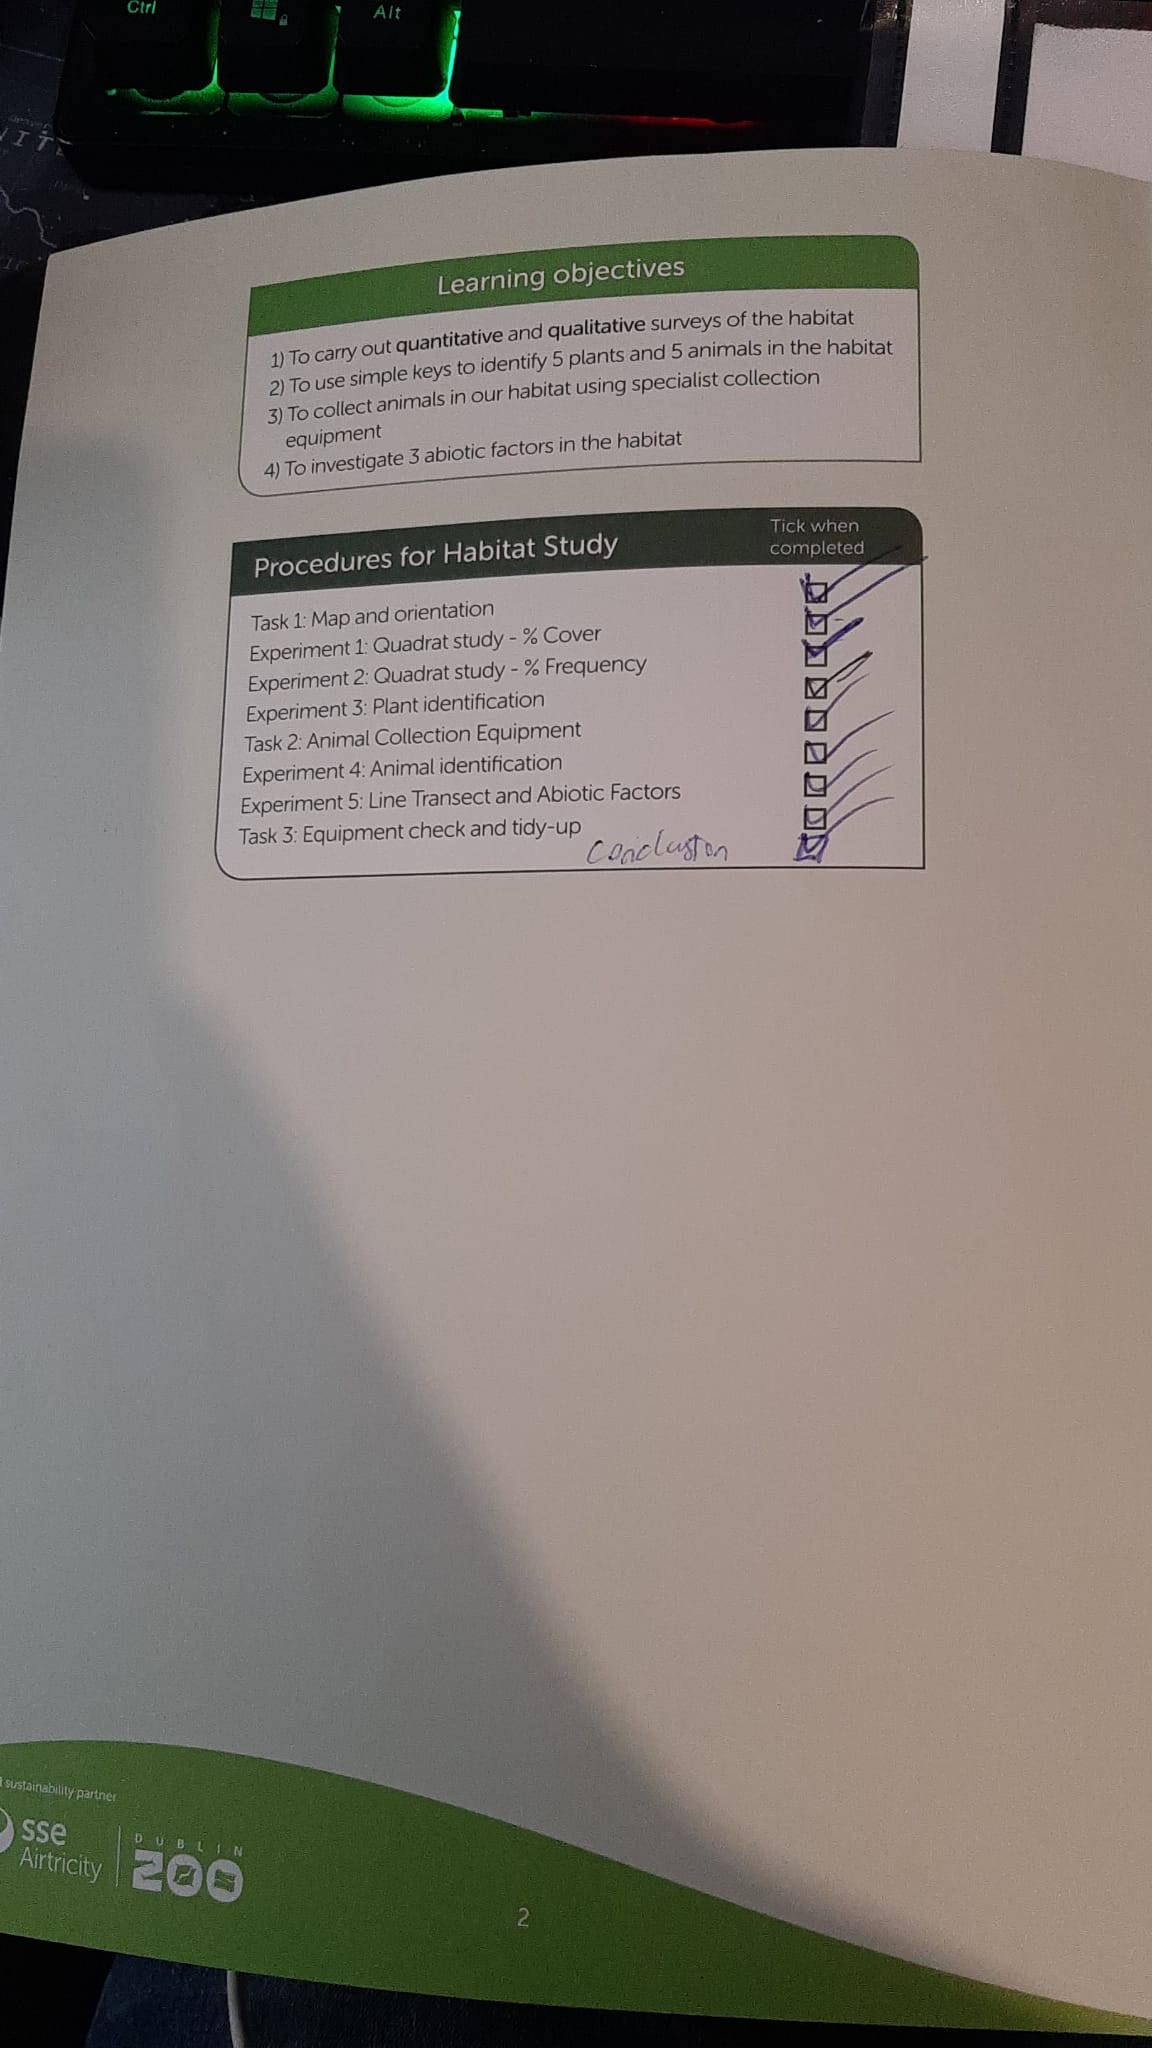 Ctrl
Alt
Learning objectives
1) To carry out quantitative and qualitative surveys of the habitat
2) To use simple keys to identify 5 plants and 5 animals in the habitat
3) To collect animals in our habitat using specialist collection
equipment
4) To investigate 3 abiotic factors in the habitat
Procedures for Habitat Study
Tick when
completed
Task 1: Map and orientation
Experiment 1: Quadrat study - % Cover
Experiment 2: Quadrat study - % Frequency
Experiment 3: Plant identification
Task 2: Animal Collection Equipment
Experiment 4: Animal identification
Experiment 5: Line Transect and Abiotic Factors
Task 3: Equipment check and tidy-up
Conclusion
sustainability partner
sse
Airtricity
DUBLIN
ZOO
2